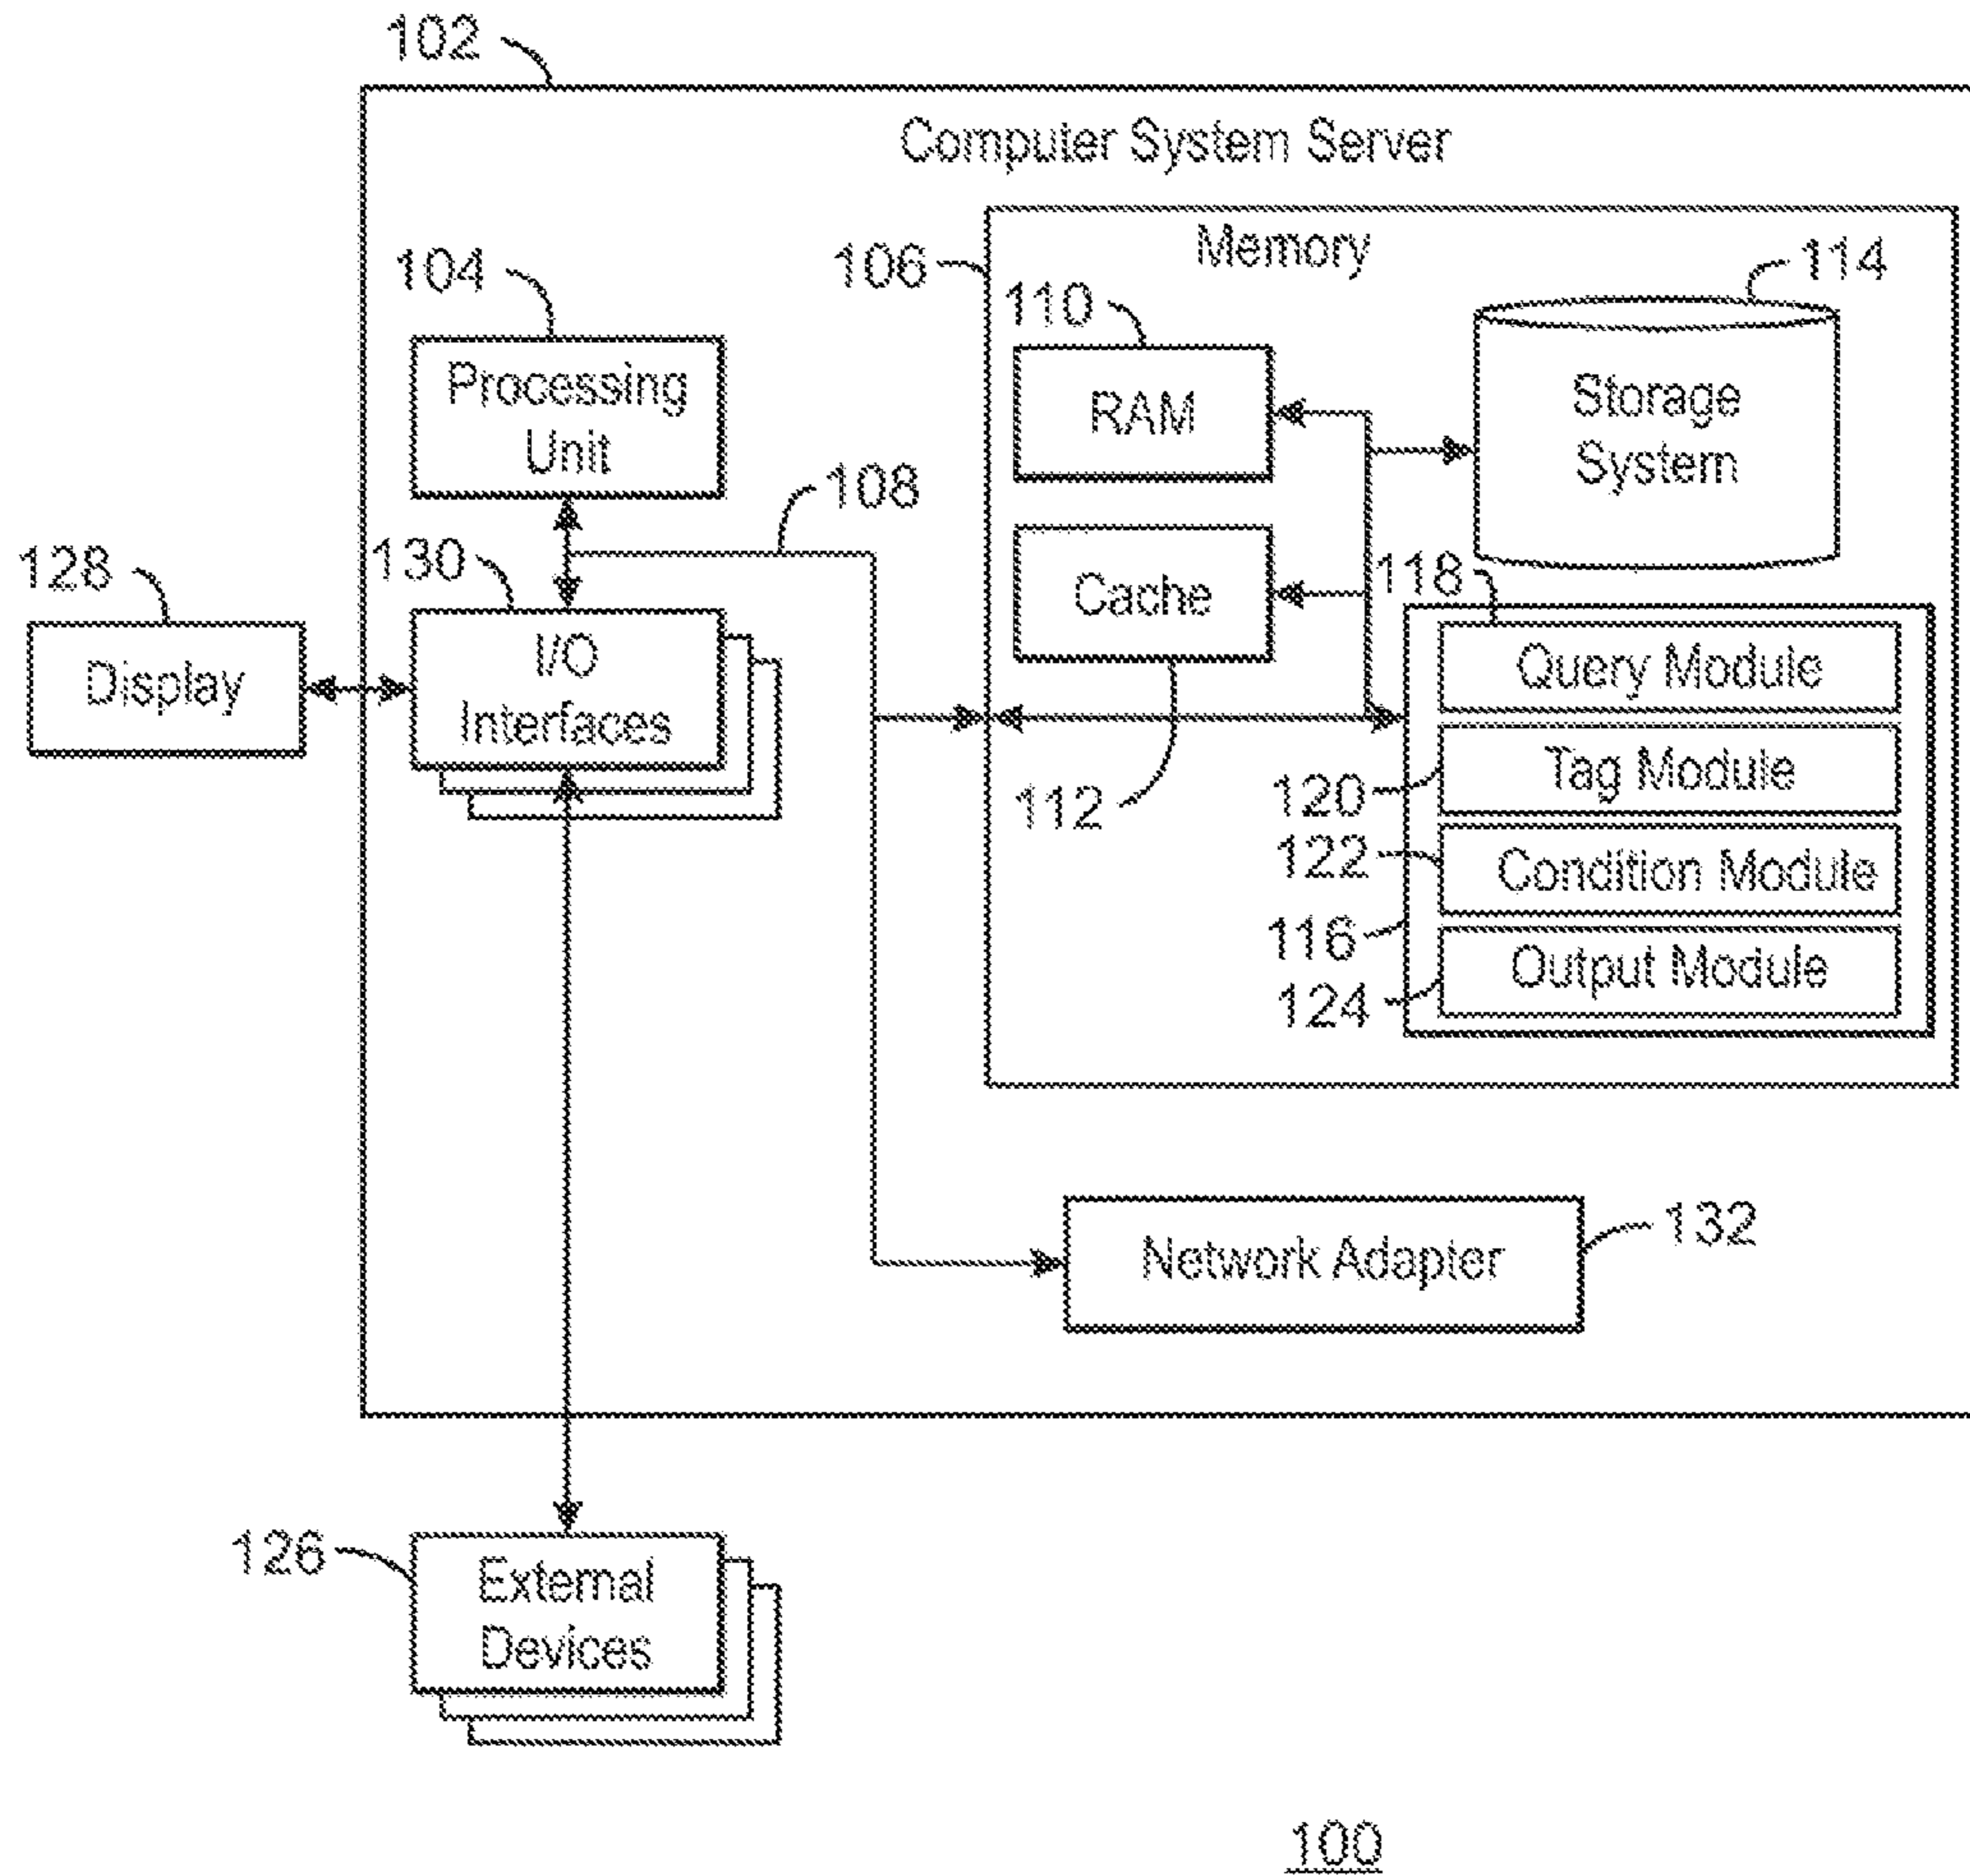 102
Computer System Server
Memory
106
114
104
110
Processing
Unit
RAM
Storage
System
108
130
128
118
Cache
Display
I/O
Interfaces
Query Module
112
120
Tag Module
122
Condition Module
116
Output Module
124
132
Network Adapter
126
External
Devices
100